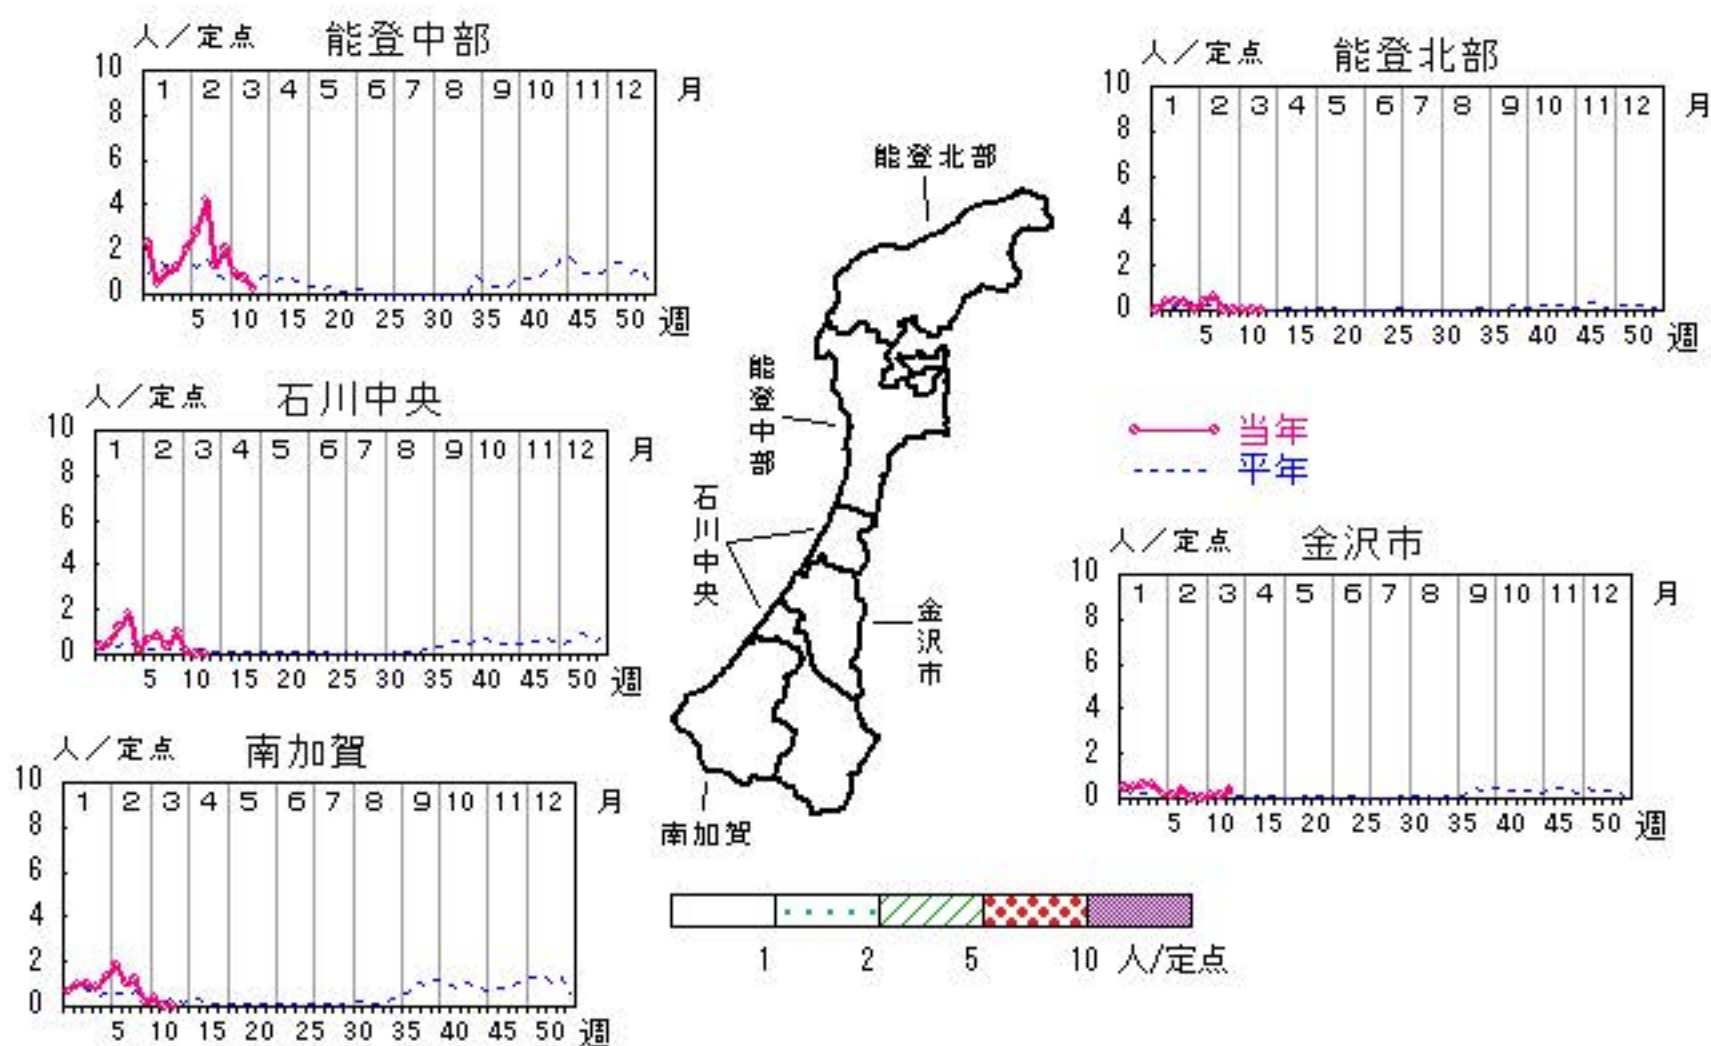 人／定点 能登中部
10 8 6 4 2 0
1 2 3 4 5 6 7 8 9 10 11 12 月
5 10 15 20 25 30 35 40 45 50 週
人／定点 能登北部
10 8 6 4 2 0
1 2 3 4 5 6 7 8 9 10 11 12 月
5 10 15 20 25 30 35 40 45 50 週
人／定点 石川中央
10 8 6 4 2 0
1 2 3 4 5 6 7 8 9 10 11 12 月
5 10 15 20 25 30 35 40 45 50 週
当年
平年
人／定点 金沢市
10 8 6 4 2 0
1 2 3 4 5 6 7 8 9 10 11 12 月
5 10 15 20 25 30 35 40 45 50 週
人／定点 南加賀
10 8 6 4 2 0
1 2 3 4 5 6 7 8 9 10 11 12 月
5 10 15 20 25 30 35 40 45 50 週
能登北部
能登中部
石川中央
金沢市
南加賀
1 2 5 10 人/定点